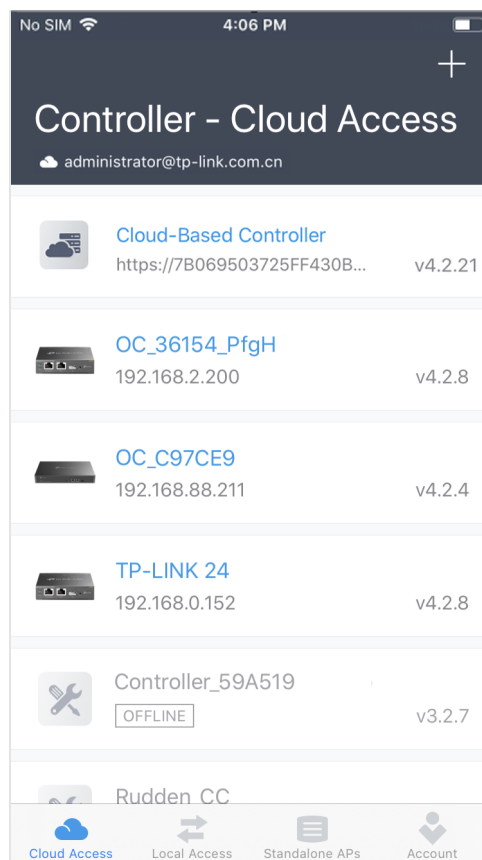 No SIM 4:06 PM
Controller - Cloud Access
administrator@tp-link.com.cn
Cloud-Based Controller
https://7B069503725FF430B... v4.2.21
OC_36154_PfgH
192.168.2.200 v4.2.8
OC_C97CE9
192.168.88.211 v4.2.4
TP-LINK 24
192.168.0.152 v4.2.8
Controller_59A519
OFFLINE v3.2.7
Rudden_CC
Cloud Access Local Access Standalone APs Account